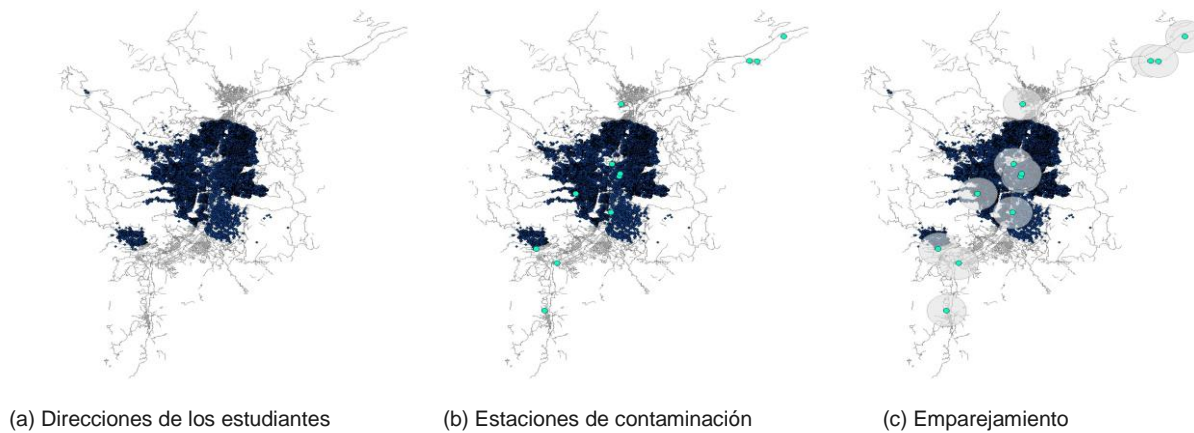 (a) Direcciones de los estudiantes
(b) Estaciones de contaminación
(c) Emparejamiento